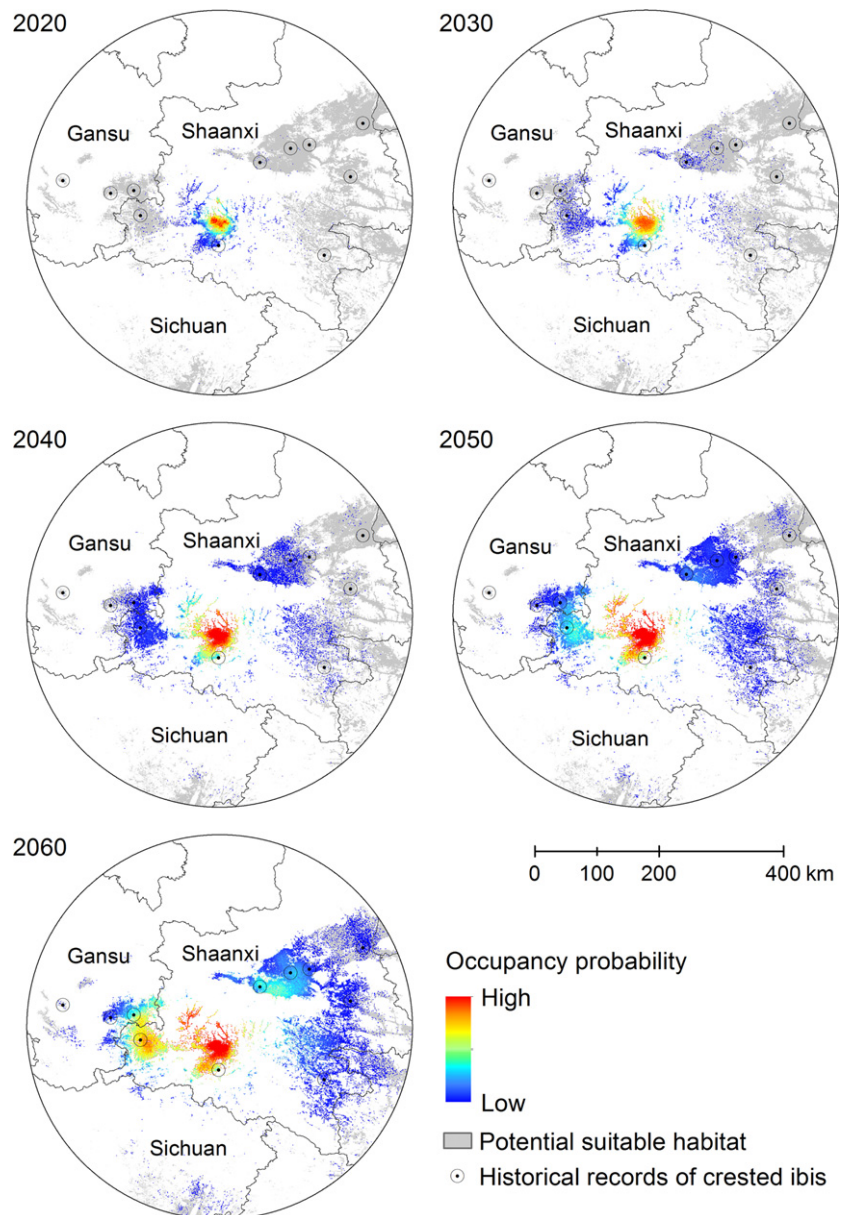 2020
Gansu
Shaanxi
Sichuan
2030
Gansu
Shaanxi
Sichuan
2040
Gansu
Shaanxi
Sichuan
2050
Gansu
Shaanxi
Sichuan
2060
Gansu
Shaanxi
Sichuan
0 100 200 400 km
Occupancy probability
High
Low
Potential suitable habitat
Historical records of crested ibis